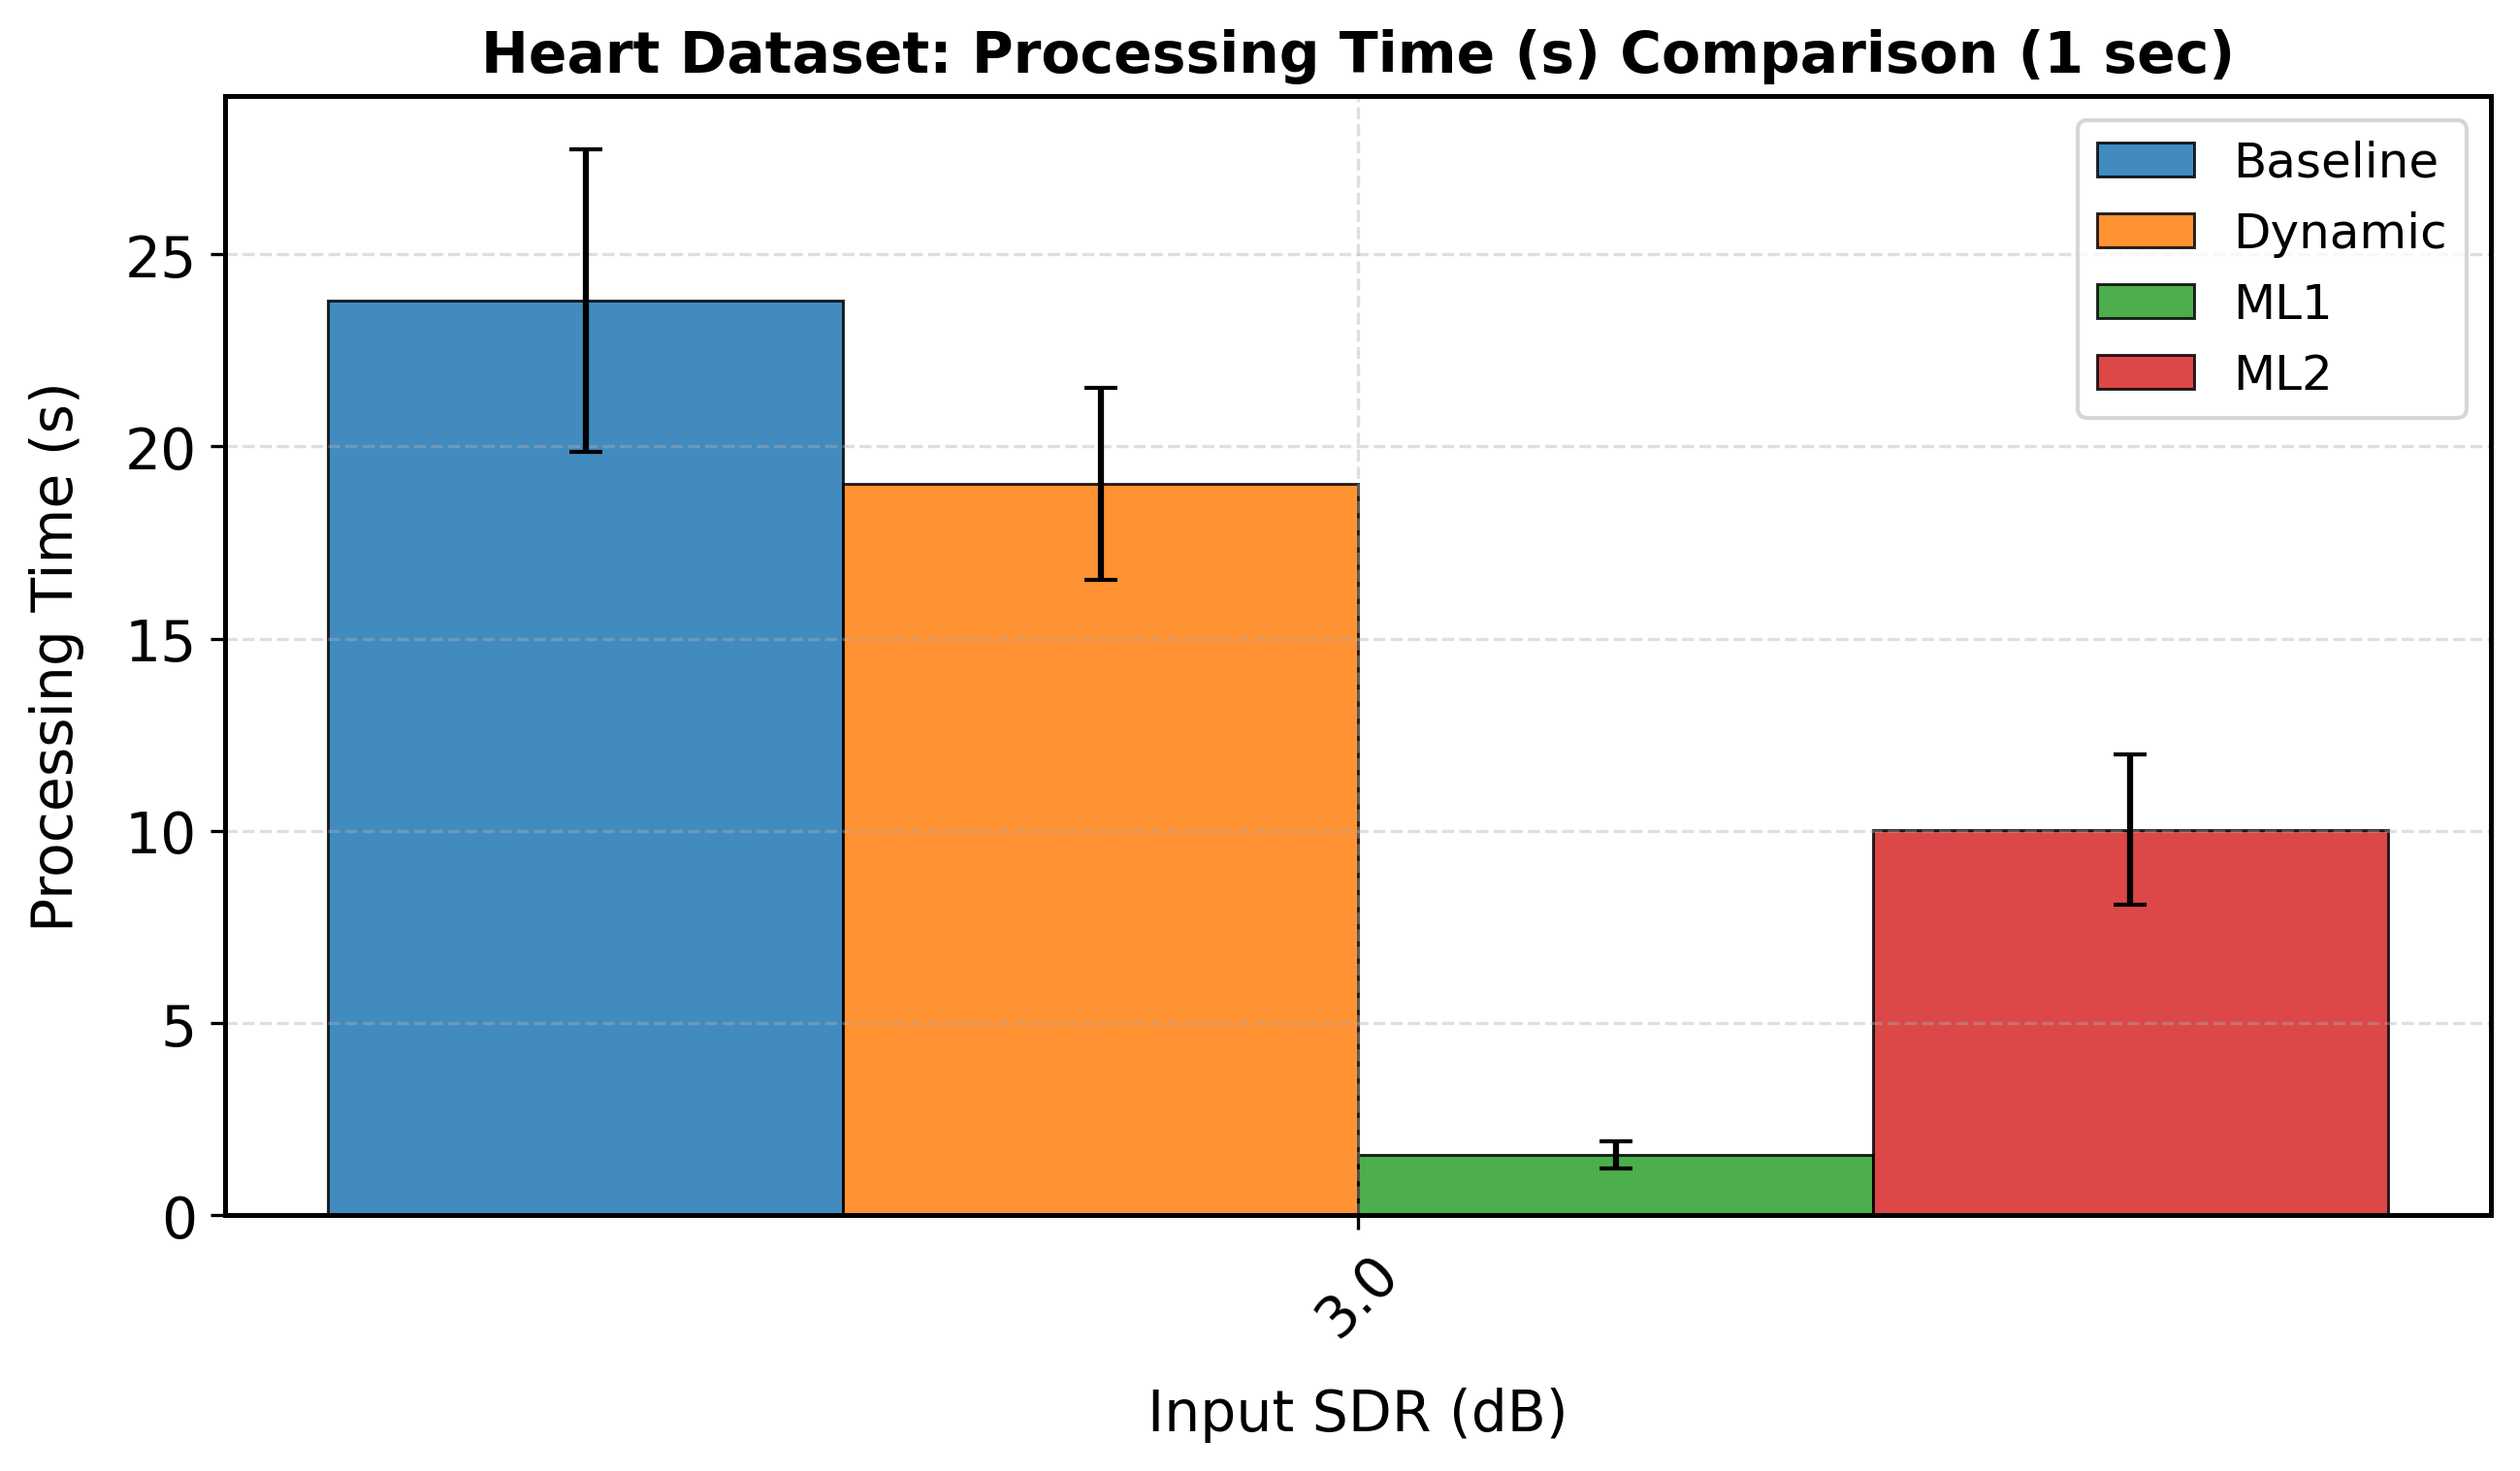 Heart Dataset: Processing Time (s) Comparison (1 sec)
Baseline
Dynamic
ML1
ML2
Processing Time (s)
25
20
15
10
5
0
3.0
Input SDR (dB)